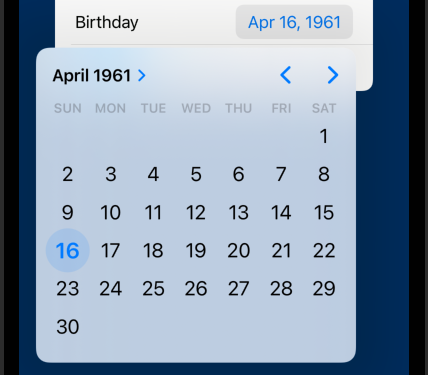 Birthday Apr 16, 1961
April 1961
SUN MON TUE WED THU FRI SAT
1
2 3 4 5 6 7 8
9 10 11 12 13 14 15
16 17 18 19 20 21 22
23 24 25 26 27 28 29
30